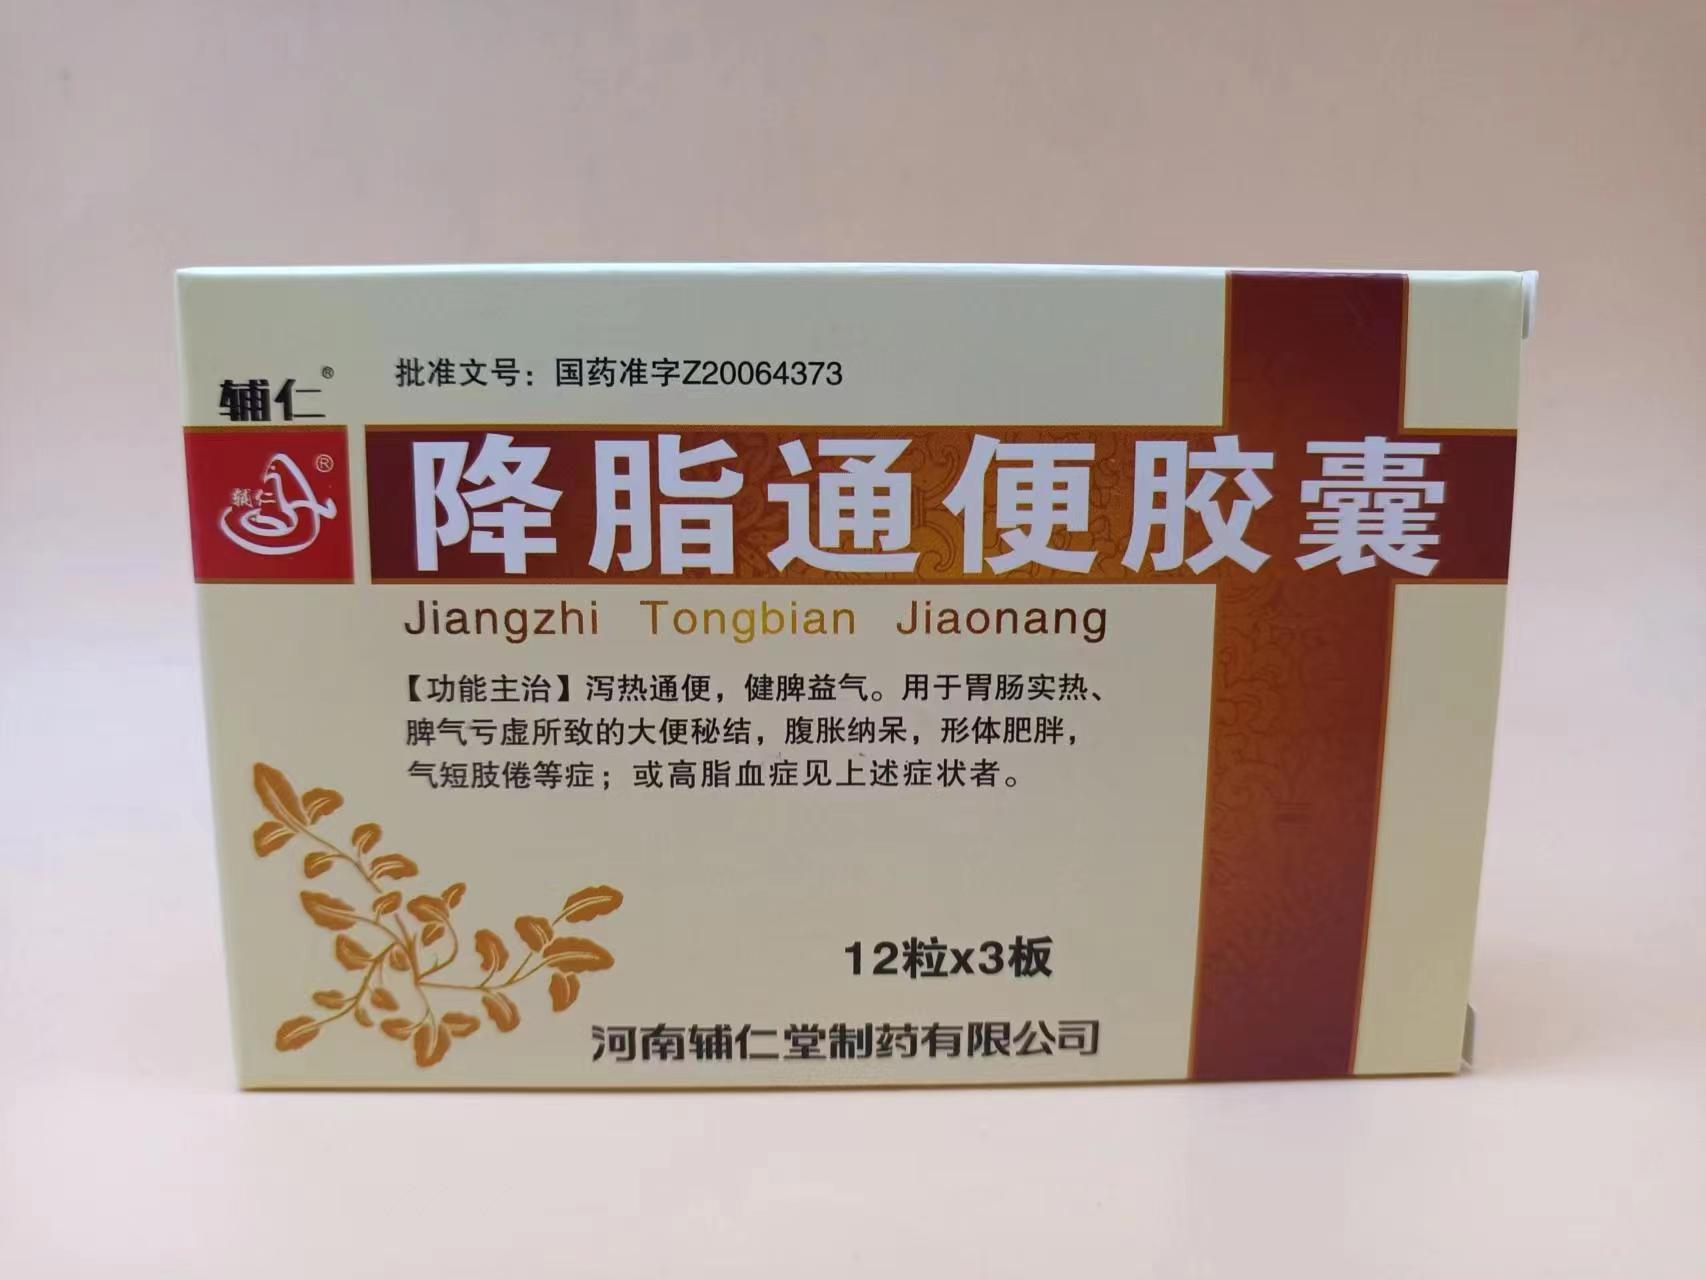 批准文号：国药准字Z20064373
辅仁®
辅仁®
降脂通便胶囊
Jiangzhi Tongbian Jiaonang
【功能主治】泻热通便，健脾益气。用于胃肠实热、
脾气亏虚所致的大便秘结，腹胀纳呆，形体肥胖，
气短肢倦等症；或高脂血症见上述症状者。
12粒x3板
河南辅仁堂制药有限公司